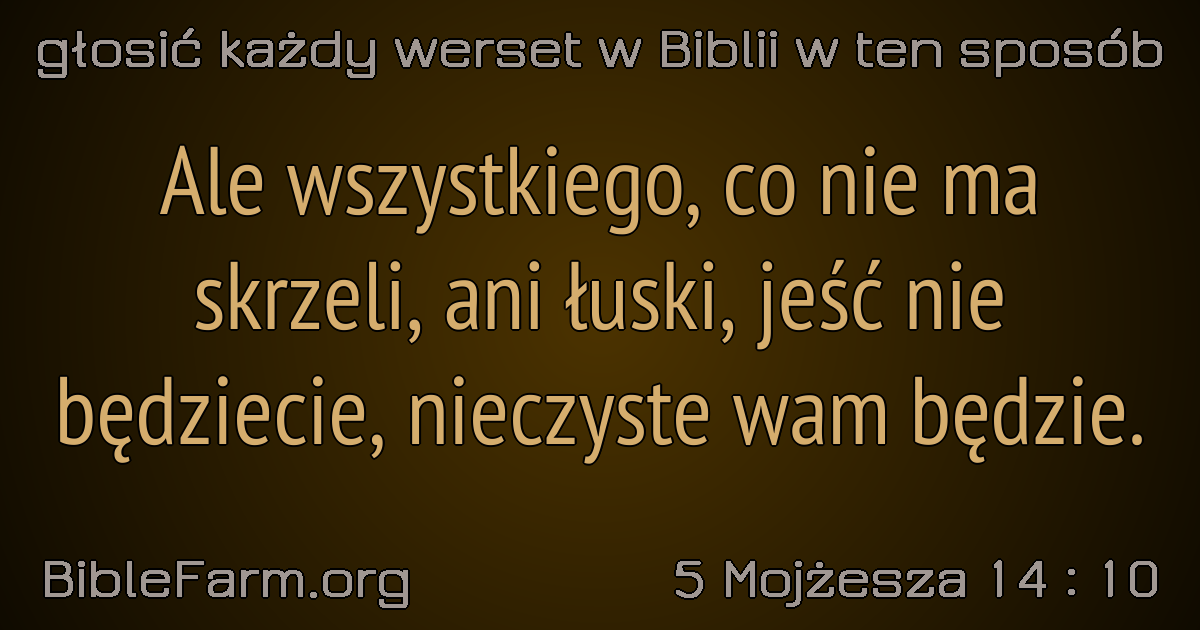 głosić każdy werset w Biblii w ten sposób
Ale wszystkiego, co nie ma
skrzeli, ani łuski, jeść nie
będziecie, nieczyste wam będzie.
BibleFarm.org
5 Mojżesza 14 : 10